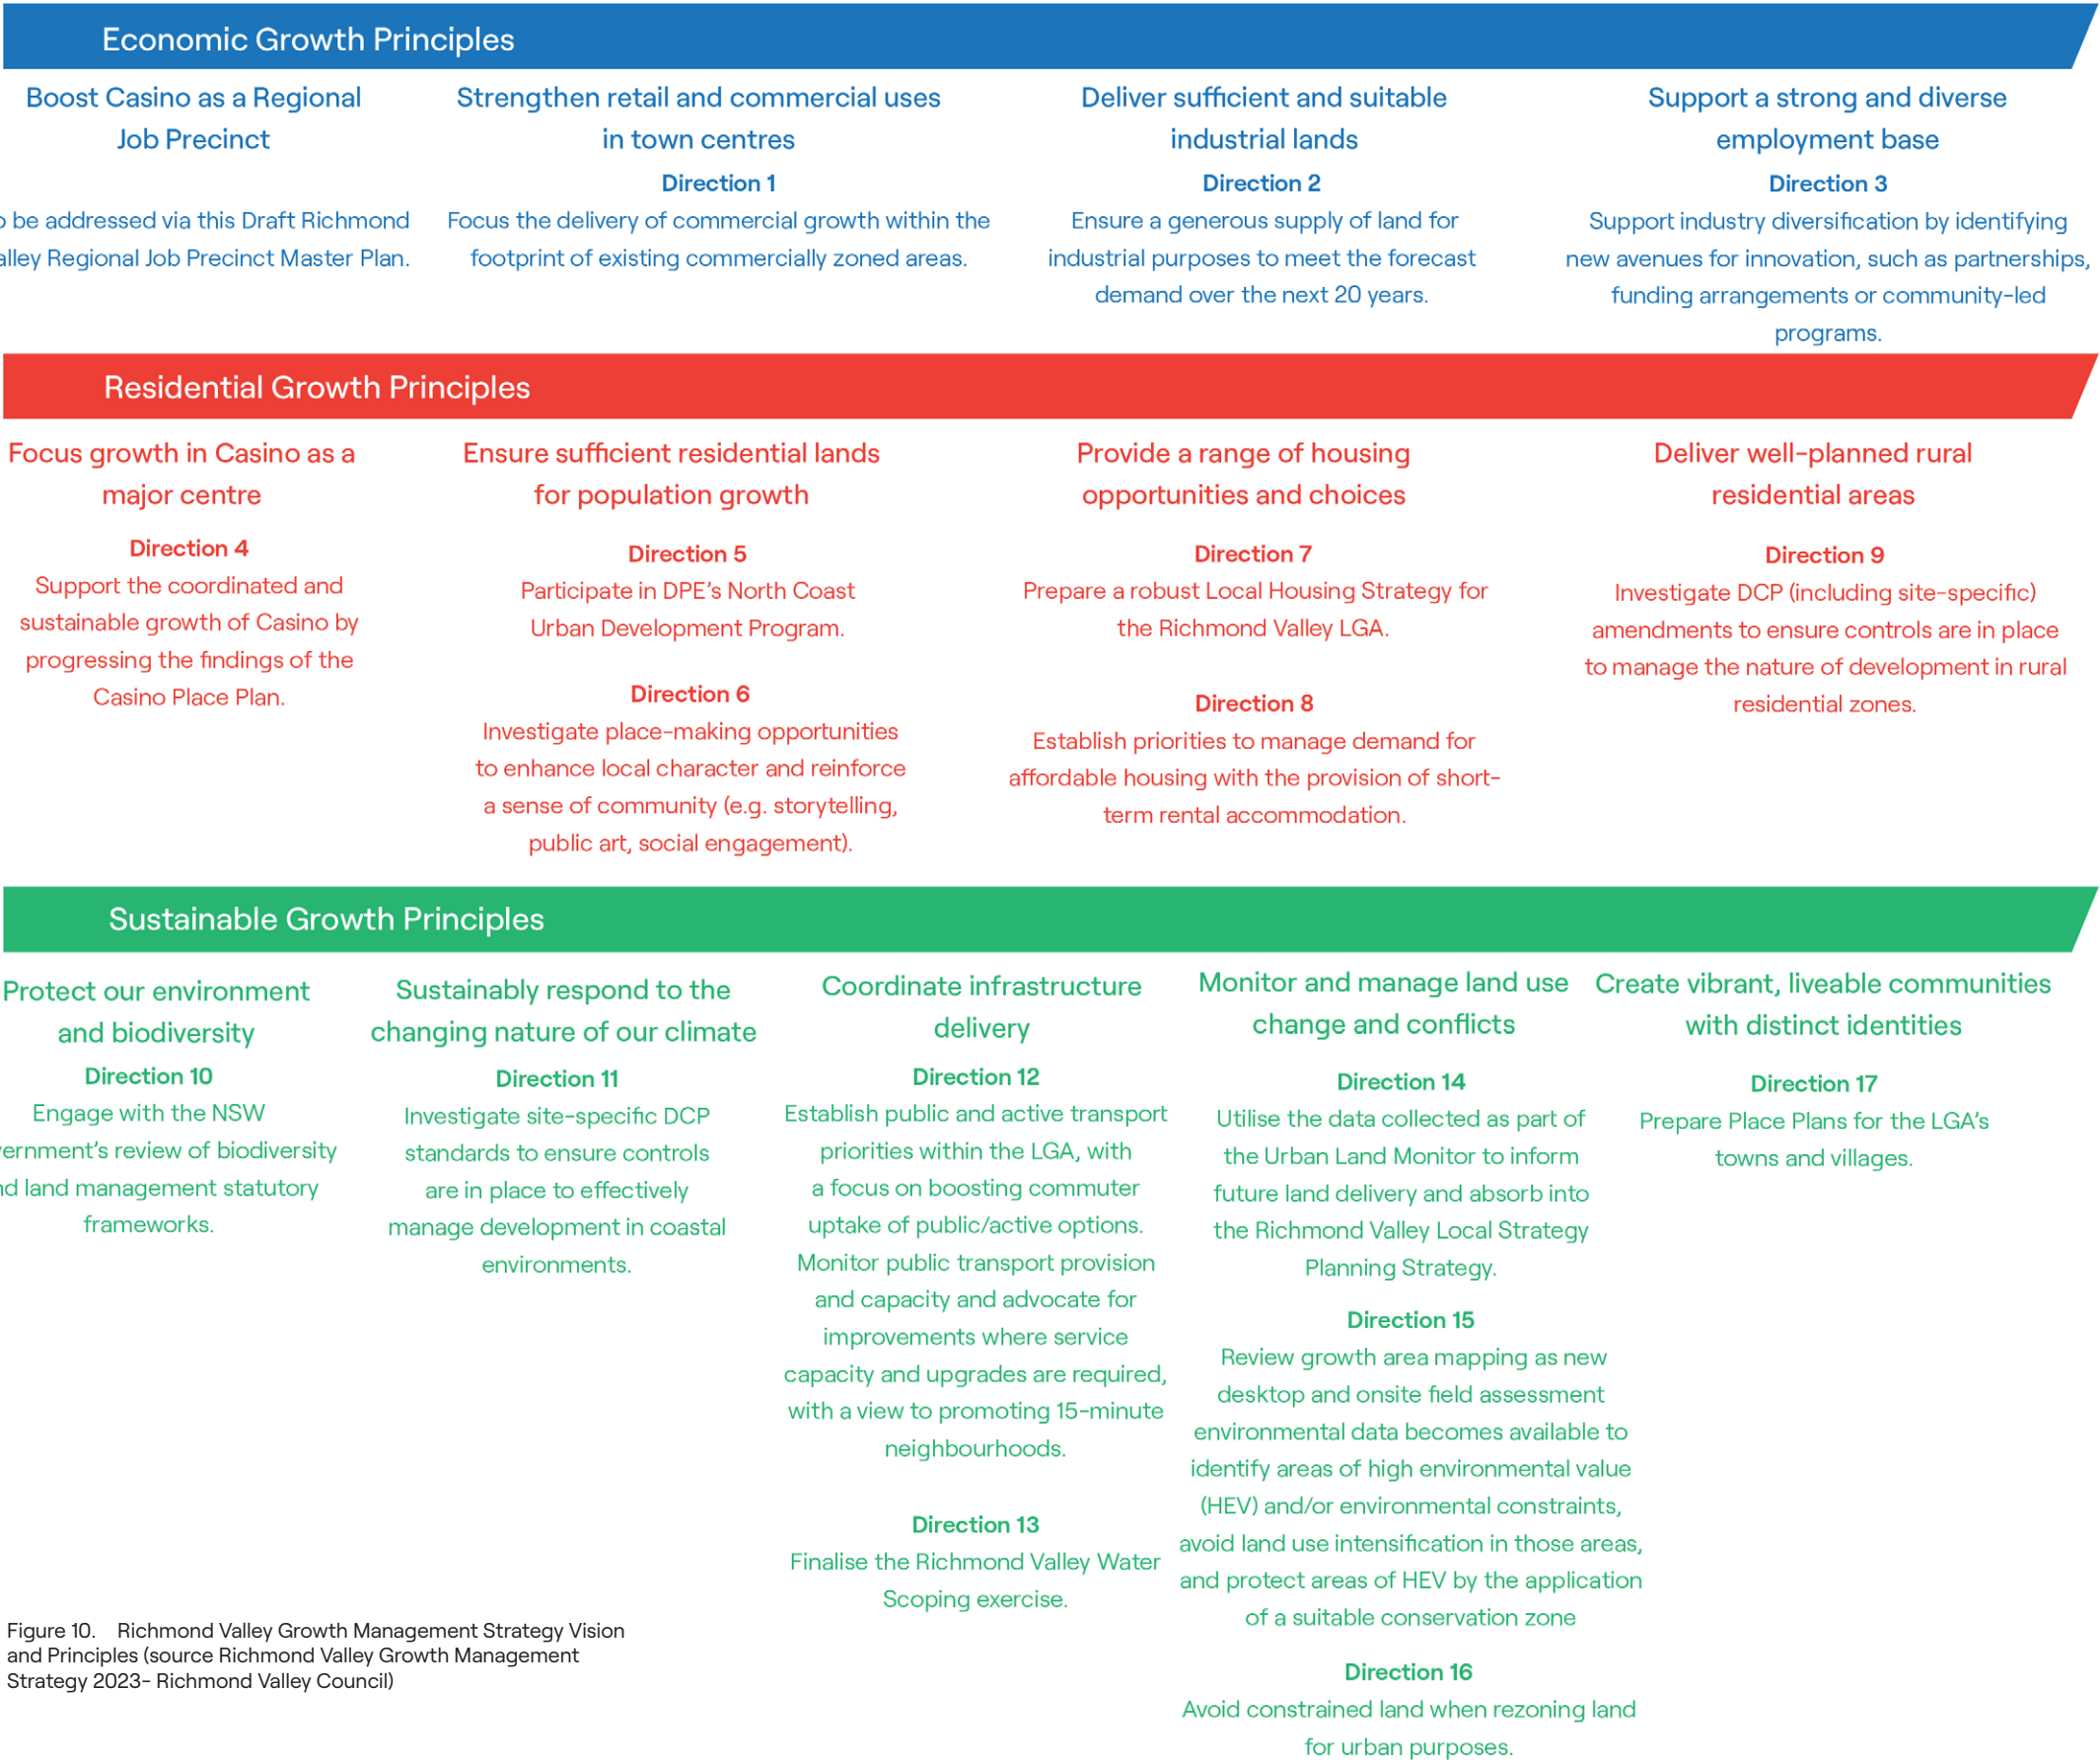 Economic Growth Principles
Boost Casino as a Regional
Job Precinct
be addressed via this Draft Richmond
Regional Job Precinct Master Plan.
Strengthen retail and commercial uses
in town centres
Direction 1
Focus the delivery of commercial growth within the
footprint of existing commercially zoned areas.
Deliver sufficient and suitable
industrial lands
Direction 2
Ensure a generous supply of land for
industrial purposes to meet the forecast
demand over the next 20 years.
Support a strong and diverse
employment base
Direction 3
Support industry diversification by identifying
new avenues for innovation, such as partnerships,
funding arrangements or community-led
programs.
Residential Growth Principles
Focus growth in Casino as a
major centre
Direction 4
Support the coordinated and
sustainable growth of Casino by
progressing the findings of the
Casino Place Plan.
Ensure sufficient residential lands
for population growth
Direction 5
Participate in DPE's North Coast
Urban Development Program.
Direction 6
Investigate place-making opportunities
to enhance local character and reinforce
a sense of community (e.g. storytelling,
public art, social engagement).
Provide a range of housing
opportunities and choices
Direction 7
Prepare a robust Local Housing Strategy for
the Richmond Valley LGA.
Direction 8
Establish priorities to manage demand for
affordable housing with the provision of short-
term rental accommodation.
Deliver well-planned rural
residential areas
Direction 9
Investigate DCP (including site-specific)
amendments to ensure controls are in place
to manage the nature of development in rural
residential zones.
Sustainable Growth Principles
Protect our environment
and biodiversity
Direction 10
Engage with the NSW
review of biodiversity
land management statutory
frameworks.
Sustainably respond to the
changing nature of our climate
Direction 11
Investigate site-specific DCP
standards to ensure controls
are in place to effectively
manage development in coastal
environments.
Coordinate infrastructure
delivery
Direction 12
Establish public and active transport
priorities within the LGA, with
a focus on boosting commuter
uptake of public/active options.
Monitor public transport provision
and capacity and advocate for
improvements where service
capacity and upgrades are required,
with a view to promoting 15-minute
neighbourhoods.
Direction 13
Finalise the Richmond Valley Water
Scoping exercise.
Monitor and manage land use
change and conflicts
Direction 14
Utilise the data collected as part of
the Urban Land Monitor to inform
future land delivery and absorb into
the Richmond Valley Local Strategy
Planning Strategy.
Direction 15
Review growth area mapping as new
desktop and onsite field assessment
environmental data becomes available to
identify areas of high environmental value
(HEV) and/or environmental constraints,
avoid land use intensification in those areas,
and protect areas of HEV by the application
of a suitable conservation zone
Direction 16
Avoid constrained land when rezoning land
for urban purposes.
Create vibrant, liveable communities
with distinct identities
Direction 17
Prepare Place Plans for the LGA's
towns and villages.
Figure 10. Richmond Valley Growth Management Strategy Vision
and Principles (source Richmond Valley Growth Management
Strategy 2023- Richmond Valley Council)